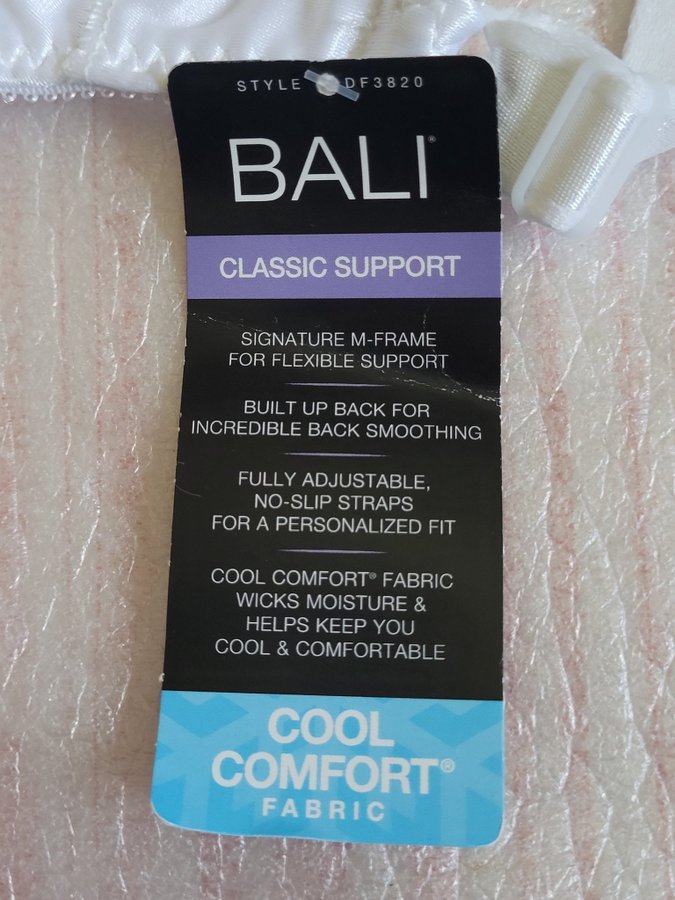 STYLE DF3820
BALI®
CLASSIC SUPPORT
SIGNATURE M-FRAME
FOR FLEXIBLE SUPPORT
BUILT UP BACK FOR
INCREDIBLE BACK SMOOTHING
FULLY ADJUSTABLE,
NO-SLIP STRAPS
FOR A PERSONALIZED FIT
COOL COMFORT® FABRIC
WICKS MOISTURE &
HELPS KEEP YOU
COOL & COMFORTABLE
COOL
COMFORT®
FABRIC